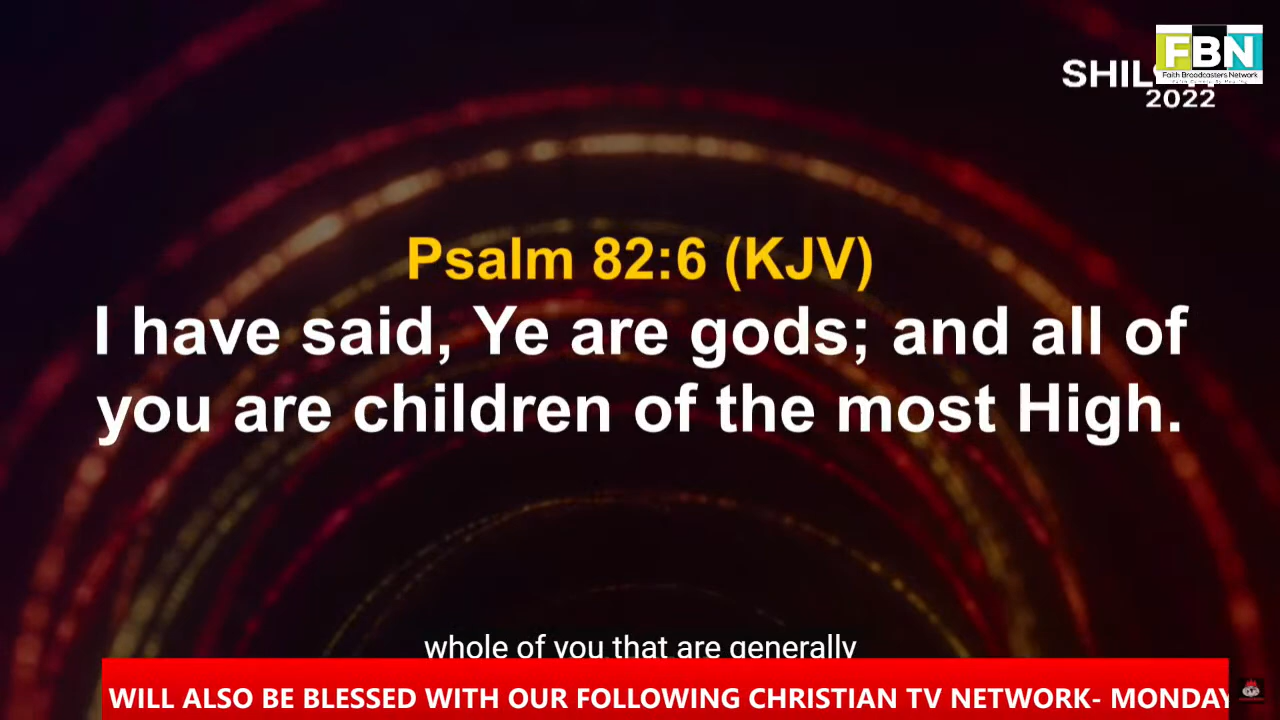 FBN
Faith Broadcasters Network
SHIL
2022
Psalm 82:6 (KJV)
I have said, Ye are gods; and all of
you are children of the most High.
whole of you that are generally
WILL ALSO BE BLESSED WITH OUR FOLLOWING CHRISTIAN TV NETWORK- MONDAY